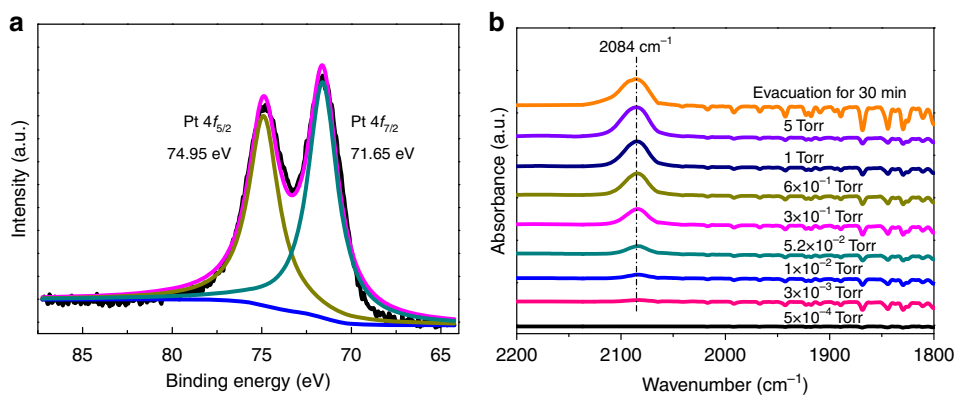 a
Intensity (a.u.)
Pt 4f5/2
74.95 eV
Pt 4f7/2
71.65 eV
85 80 75 70 65
Binding energy (eV)
b
Absorbance (a.u.)
2084 cm⁻¹
Evacuation for 30 min
5 Torr
1 Torr
6×10⁻¹ Torr
3×10⁻¹ Torr
5.2×10⁻² Torr
1×10⁻² Torr
3×10⁻³ Torr
5×10⁻⁴ Torr
2200 2100 2000 1900 1800
Wavenumber (cm⁻¹)